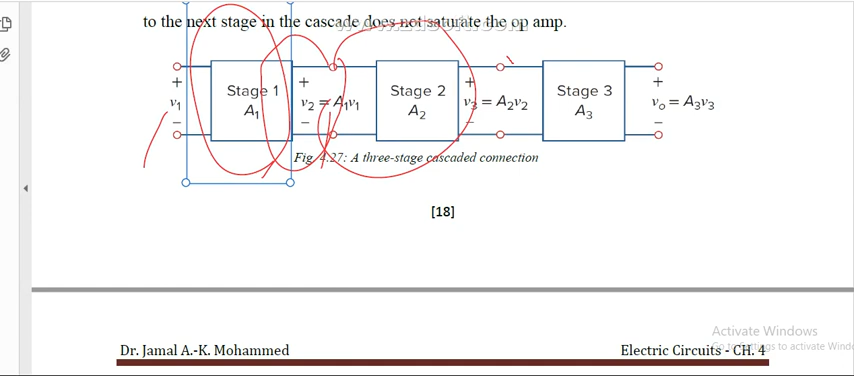 to the next stage in the cascade does not saturate the op amp.
+ + + +
Stage 1 Stage 2 Stage 3
v₁ A₁ v₂ = A₁v₁ A₂ v₃ = A₂v₂ A₃ vₒ = A₃v₃
− − − −
Fig 4.27: A three-stage cascaded connection
[18]
Activate Windows
Go to Settings to activate Wind
Dr. Jamal A.-K. Mohammed Electric Circuits - CH. 4